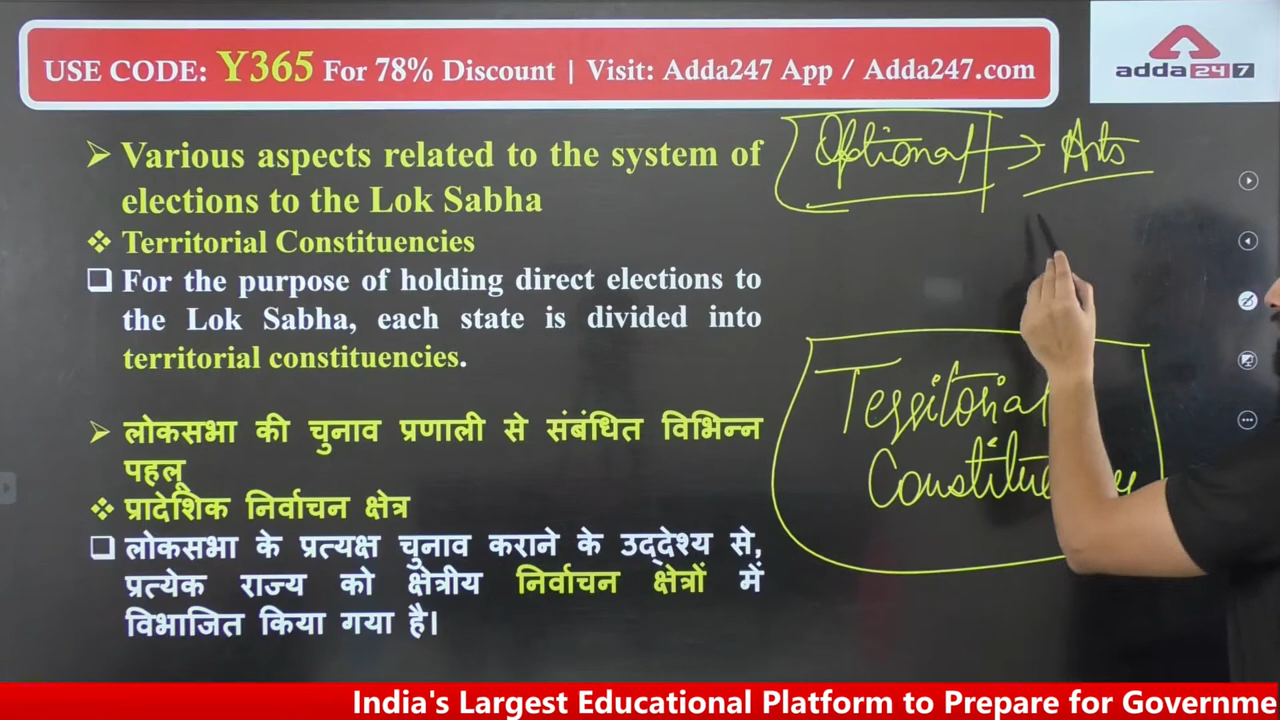 USE CODE: Y365 For 78% Discount | Visit: Adda247 App / Adda247.com
adda247
➢ Various aspects related to the system of
elections to the Lok Sabha
❖ Territorial Constituencies
❑ For the purpose of holding direct elections to
the Lok Sabha, each state is divided into
territorial constituencies.
➢ लोकसभा की चुनाव प्रणाली से संबंधित विभिन्न
पहलू
❖ प्रादेशिक निर्वाचन क्षेत्र
❑ लोकसभा के प्रत्यक्ष चुनाव कराने के उद्देश्य से,
प्रत्येक राज्य को क्षेत्रीय निर्वाचन क्षेत्रों में
विभाजित किया गया है।
Optional → Arts
Territorial
India's Largest Educational Platform to Prepare for Governme